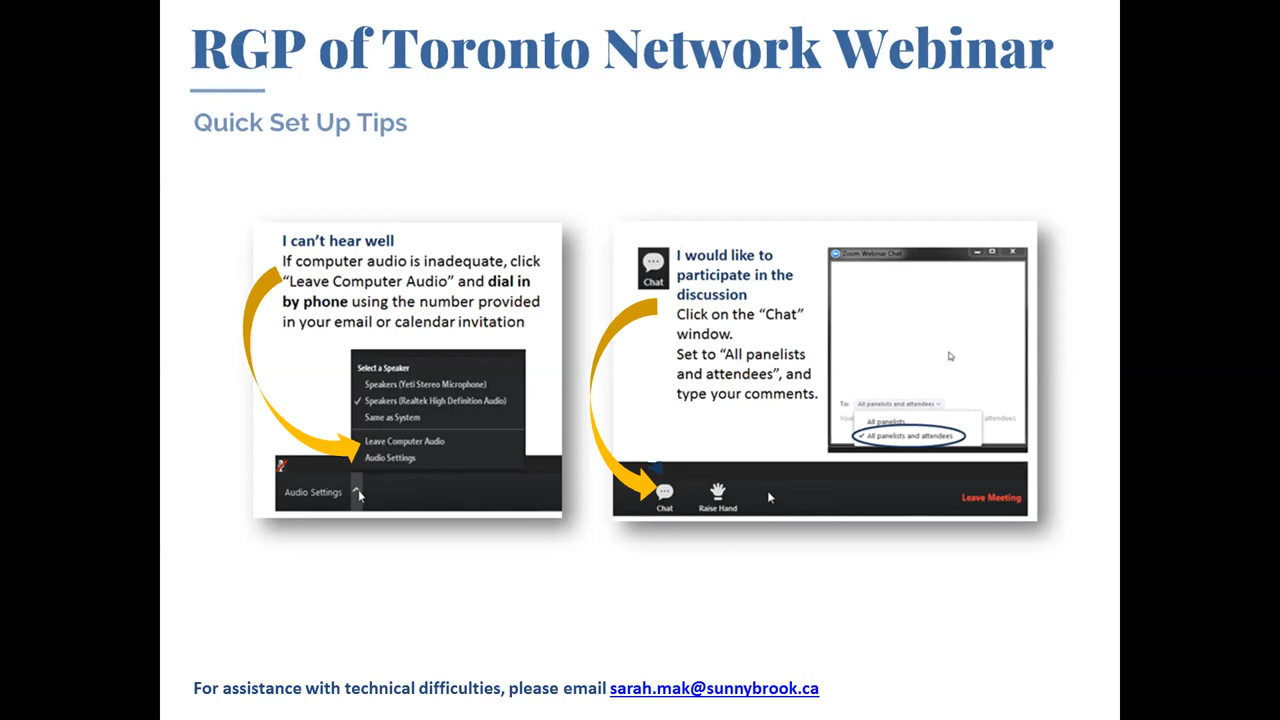 RGP of Toronto Network Webinar
Quick Set Up Tips
I can't hear well
If computer audio is inadequate, click
“Leave Computer Audio” and dial in
by phone using the number provided
in your email or calendar invitation
Select a Speaker
Speakers (Yeti Stereo Microphone)
✓ Speakers (Realtek High Definition Audio)
Same as System
Leave Computer Audio
Audio Settings
Audio Settings
Chat
I would like to
participate in the
discussion
Click on the “Chat”
window.
Set to “All panelists
and attendees”, and
type your comments.
Zoom Webinar Chat
To: All panelists and attendees
You
attendees
All panelists
✓ All panelists and attendees
Chat
Raise Hand
Leave Meeting
For assistance with technical difficulties, please email sarah.mak@sunnybrook.ca